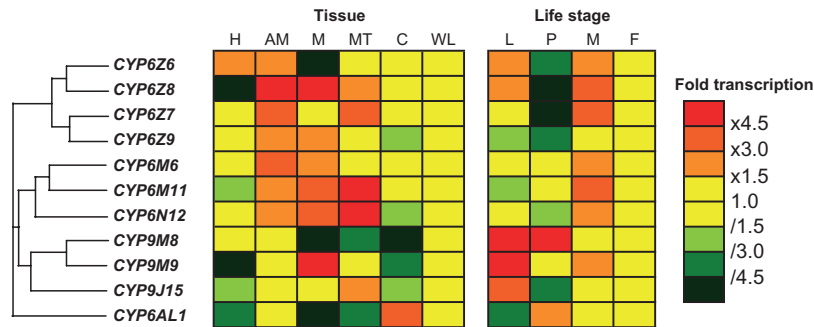 Tissue Life stage
H AM M MT C WL L P M F
CYP6Z6
CYP6Z8
CYP6Z7
CYP6Z9
CYP6M6
CYP6M11
CYP6N12
CYP9M8
CYP9M9
CYP9J15
CYP6AL1
Fold transcription
x4.5
x3.0
x1.5
1.0
/1.5
/3.0
/4.5